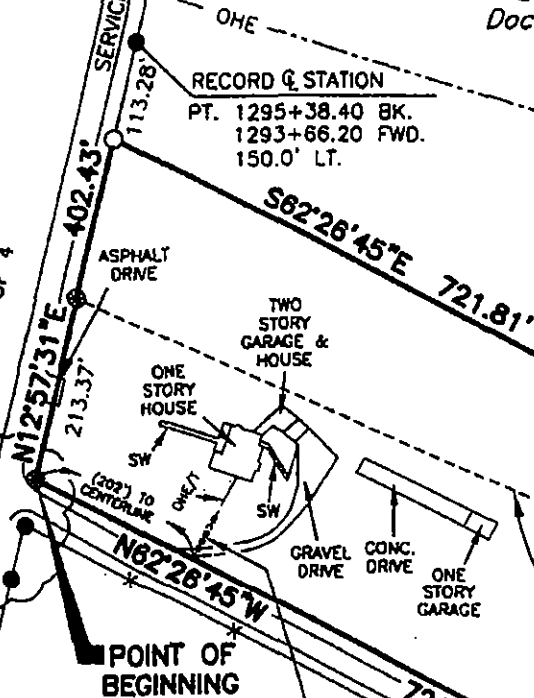 Doc
OHE
SERVIC
RECORD ℄ STATION
PT. 1295+38.40 BK.
1293+66.20 FWD.
150.0' LT.
113.28'
402.43'
S62°26'45"E 721.81'
ASPHALT
DRIVE
N12°57'31"E
213.37'
TWO
STORY
GARAGE &
HOUSE
ONE
STORY
HOUSE
SW
(202') TO
CENTERLINE
OHE/T
SW
GRAVEL
DRIVE
CONC.
DRIVE
ONE
STORY
GARAGE
N62°26'45"W
POINT OF
BEGINNING